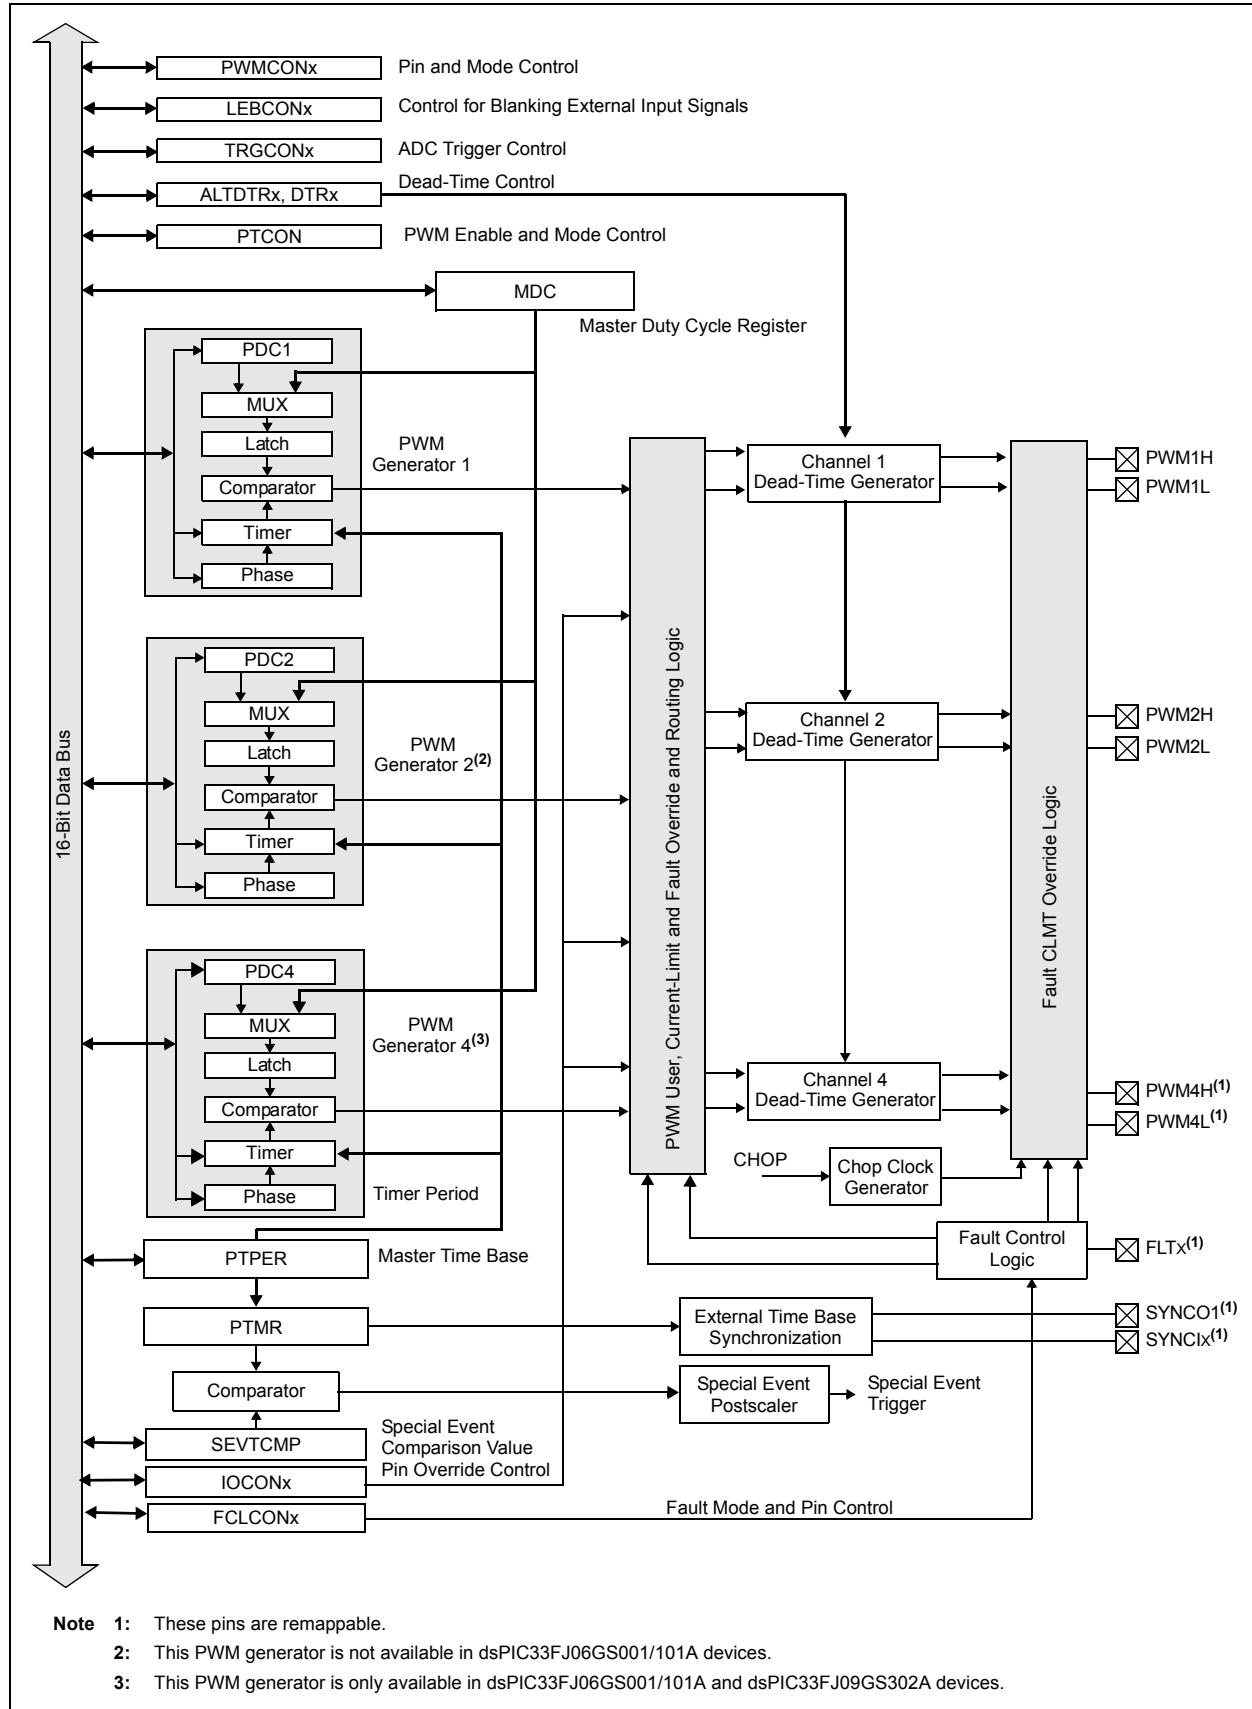 16-Bit Data Bus
PWMCONx
Pin and Mode Control
LEBCONx
Control for Blanking External Input Signals
TRGCONx
ADC Trigger Control
ALTDTRx, DTRx
Dead-Time Control
PTCON
PWM Enable and Mode Control
MDC
Master Duty Cycle Register
PDC1
MUX
Latch
Comparator
Timer
Phase
PWM
Generator 1
PDC2
MUX
Latch
Comparator
Timer
Phase
PWM
Generator 2(2)
PDC4
MUX
Latch
Comparator
Timer
Phase
PWM
Generator 4(3)
Timer Period
PTPER
Master Time Base
PTMR
Comparator
SEVTCMP
Special Event
Comparison Value
IOCONx
Pin Override Control
FCLCONx
Fault Mode and Pin Control
PWM User, Current-Limit and Fault Override and Routing Logic
Channel 1
Dead-Time Generator
Channel 2
Dead-Time Generator
Channel 4
Dead-Time Generator
CHOP
Chop Clock
Generator
Fault Control
Logic
External Time Base
Synchronization
Special Event
Postscaler
Special Event
Trigger
Fault CLMT Override Logic
PWM1H
PWM1L
PWM2H
PWM2L
PWM4H(1)
PWM4L(1)
FLTx(1)
SYNCO1(1)
SYNCIx(1)
Note 1: These pins are remappable.
2: This PWM generator is not available in dsPIC33FJ06GS001/101A devices.
3: This PWM generator is only available in dsPIC33FJ06GS001/101A and dsPIC33FJ09GS302A devices.